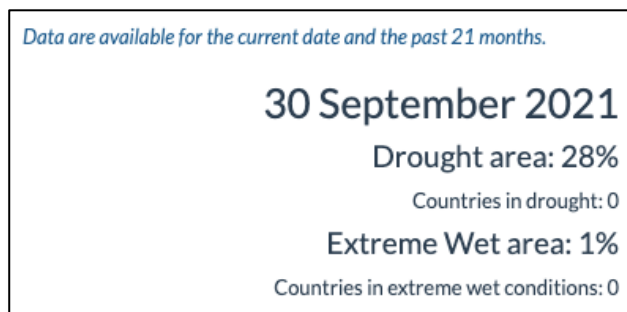 Data are available for the current date and the past 21 months.
30 September 2021
Drought area: 28%
Countries in drought: 0
Extreme Wet area: 1%
Countries in extreme wet conditions: 0